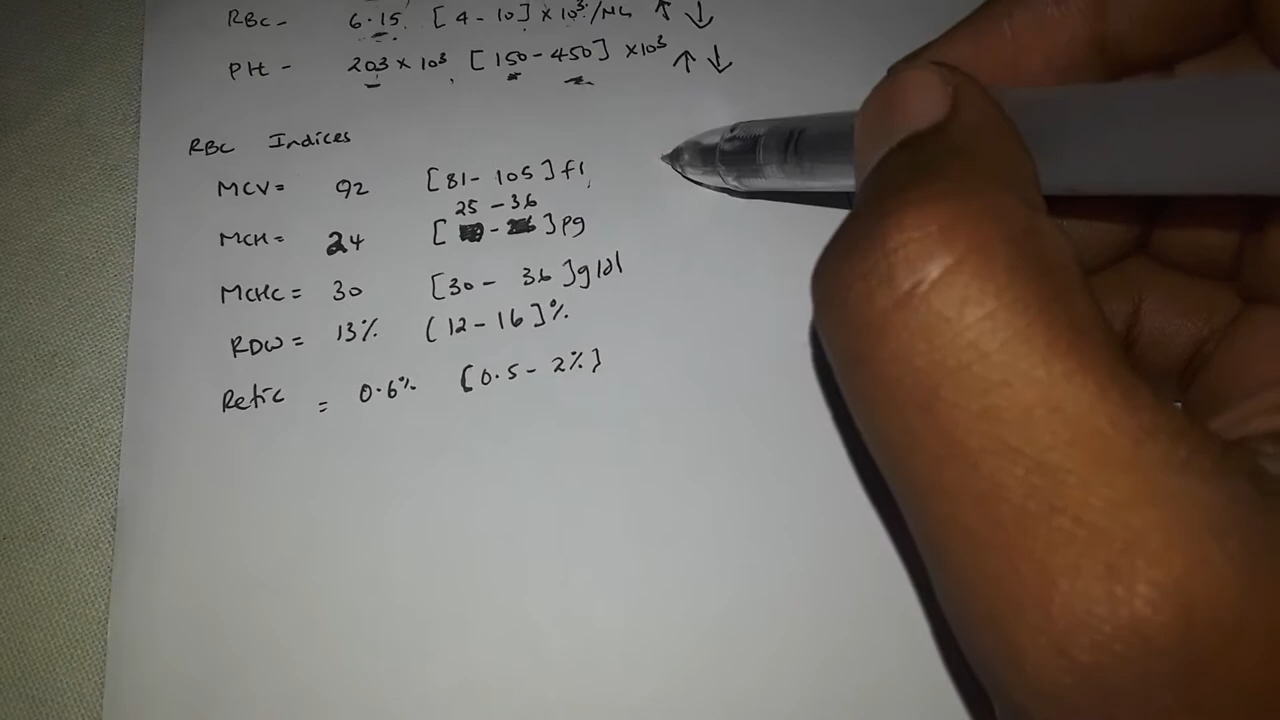 RBC - 6.15 [4-10] x 10³/µL ↑ ↓
Plt - 203 x 10³, [150-450] x10³ ↑ ↓
RBC Indices
MCV = 92 [81- 105] fl,
25 - 36
MCH = 24 [ - ] pg
MCHC = 30 [30 - 36] g/dl
RDW = 13% [12-16]%
Retic = 0.6% [0.5 - 2%]